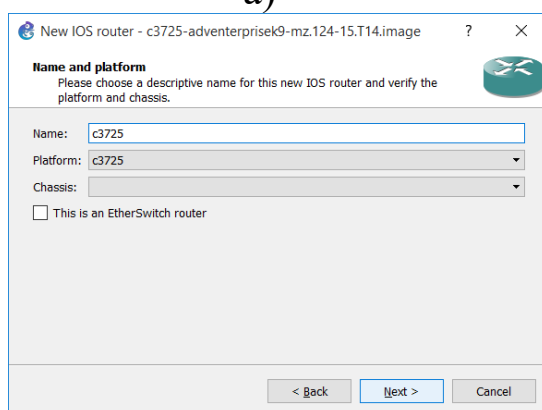 a)
New IOS router - c3725-adventerprisek9-mz.124-15.T14.image ? ×
Name and platform
Please choose a descriptive name for this new IOS router and verify the
platform and chassis.
Name: c3725
Platform: c3725
Chassis:
This is an EtherSwitch router
< Back Next > Cancel